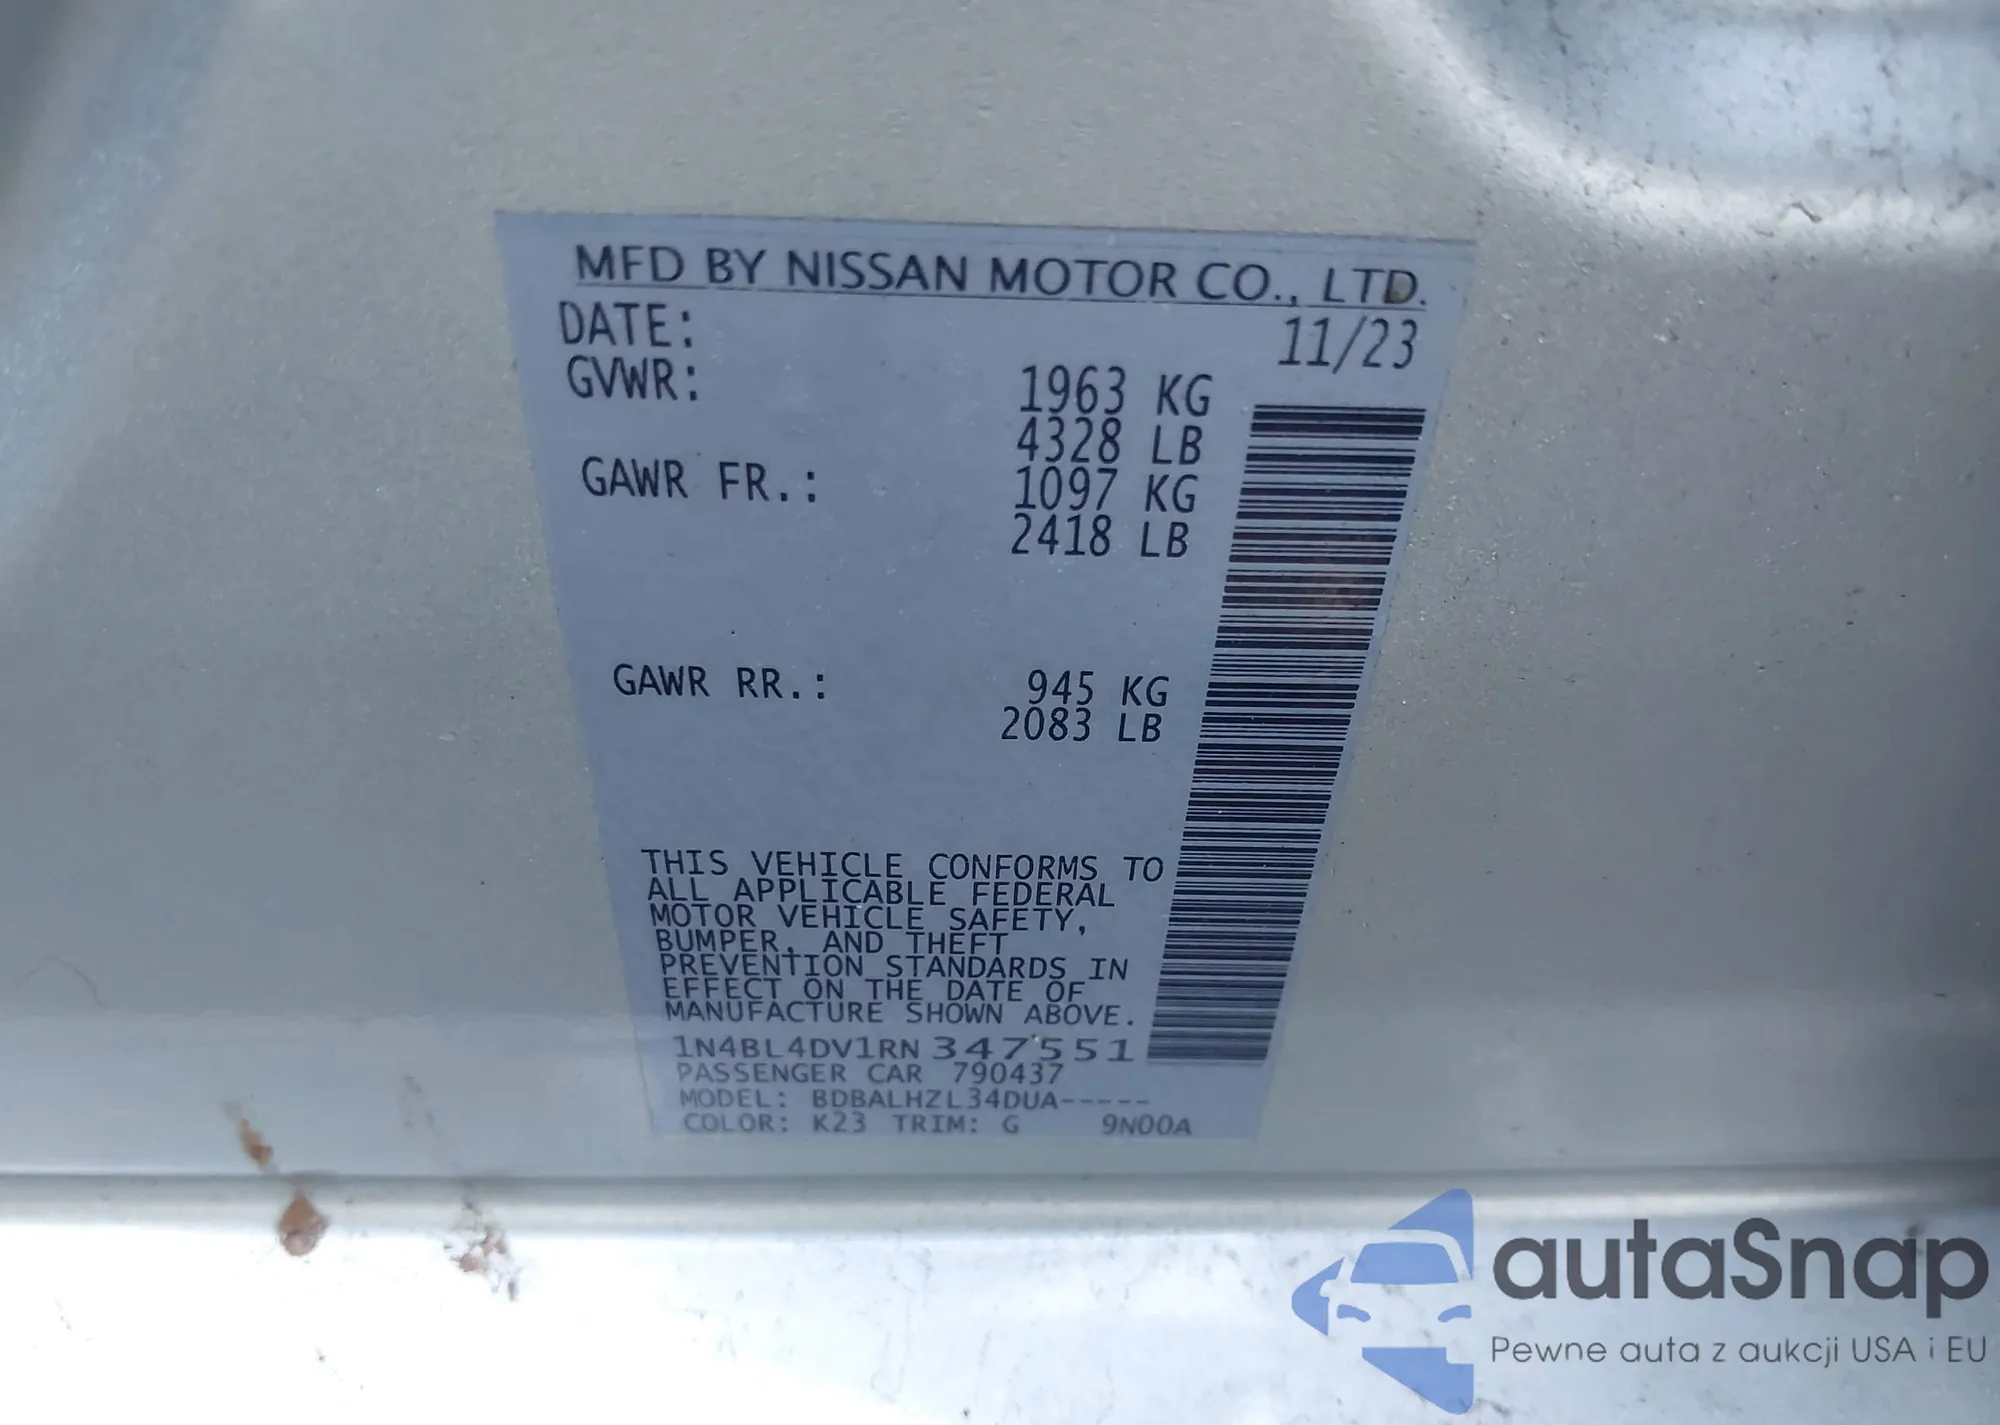 MFD BY NISSAN MOTOR CO., LTD.
DATE: 11/23
GVWR: 1963 KG
4328 LB
GAWR FR.: 1097 KG
2418 LB
GAWR RR.: 945 KG
2083 LB
THIS VEHICLE CONFORMS TO
ALL APPLICABLE FEDERAL
MOTOR VEHICLE SAFETY,
BUMPER, AND THEFT
PREVENTION STANDARDS IN
EFFECT ON THE DATE OF
MANUFACTURE SHOWN ABOVE.
1N4BL4DV1RN347551
PASSENGER CAR 790437
MODEL: BDBALHZL34DUA-----
COLOR: K23 TRIM: G 9N00A
autaSnap
Pewne auta z aukcji USA i EU